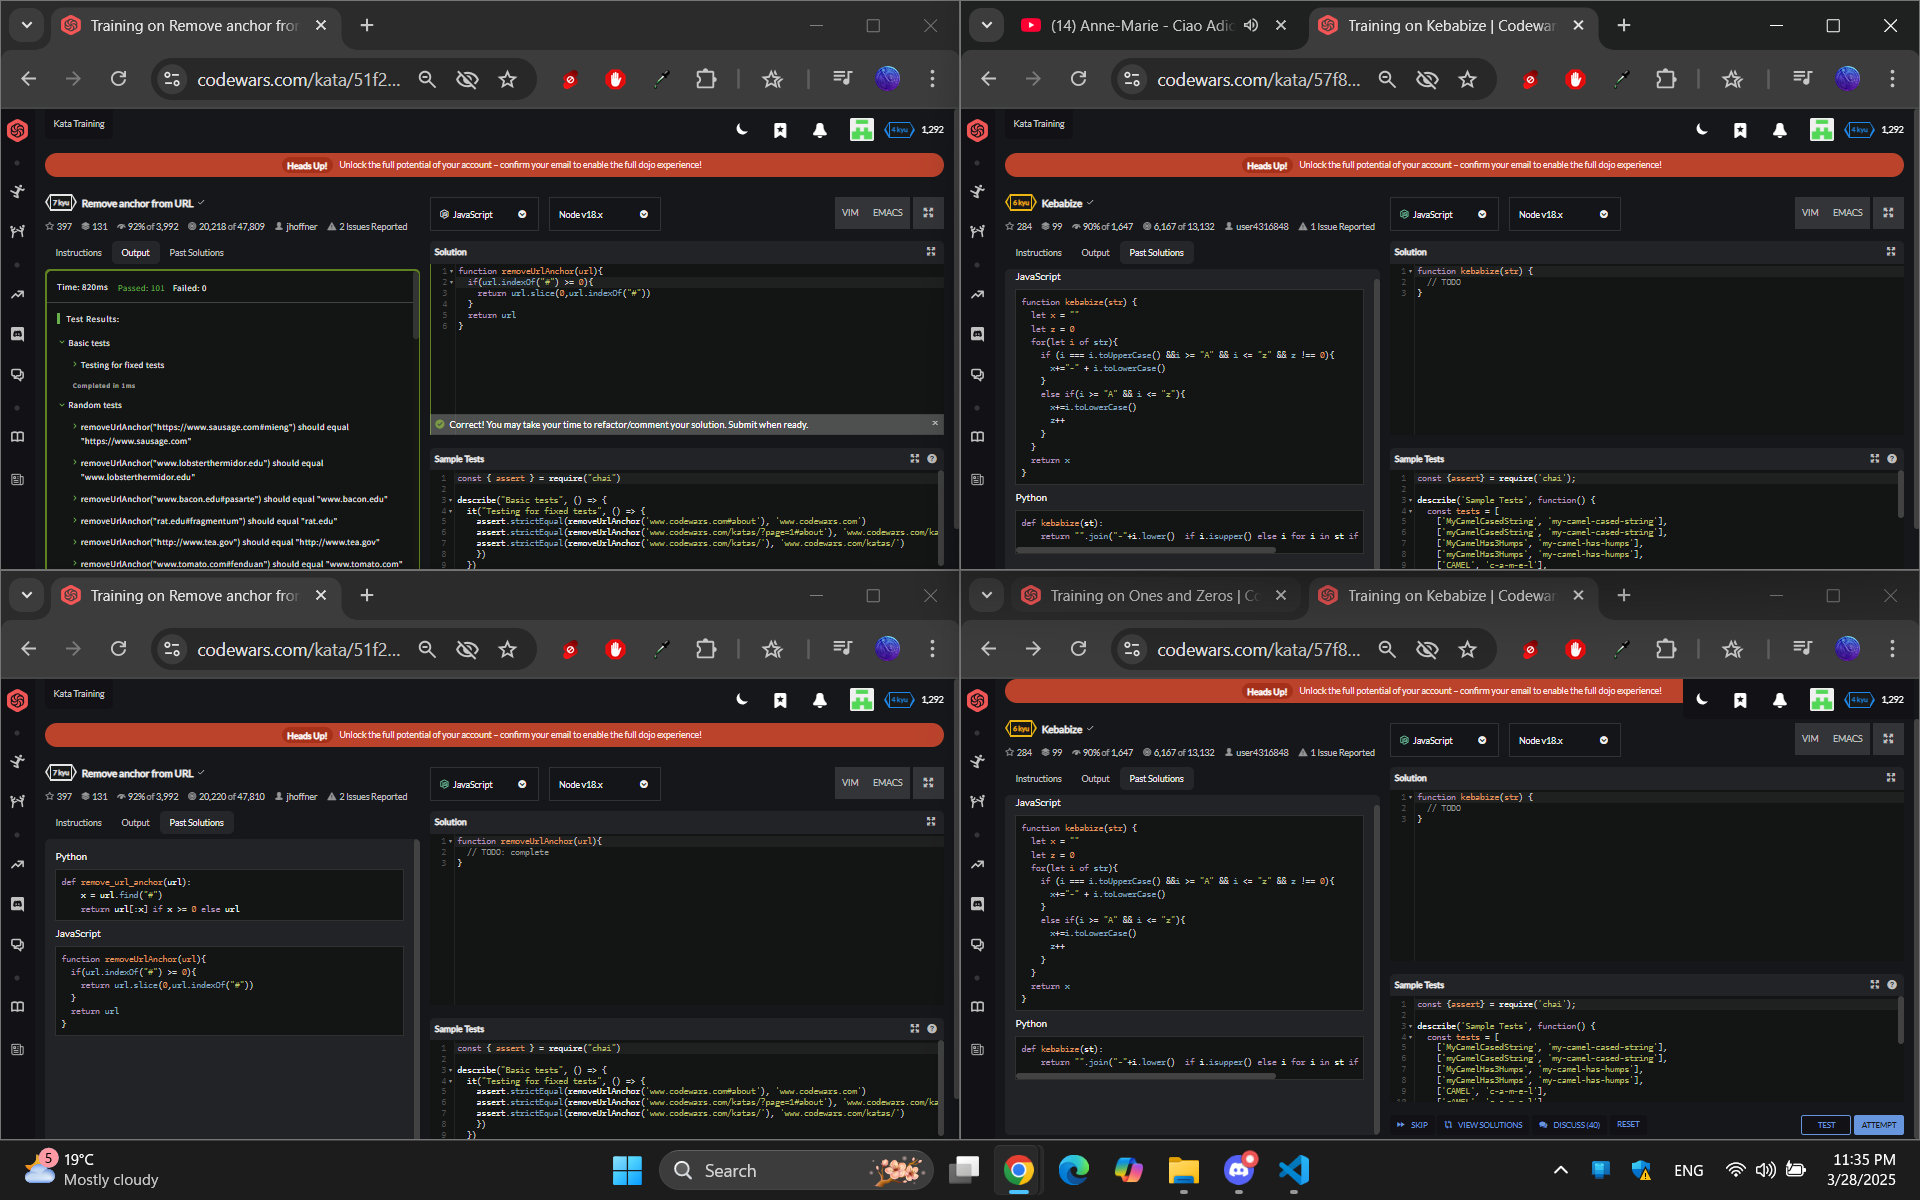 Training on Remove anchor fror
codewars.com/kata/51f2...
Kata Training
4 kyu 1,292
Heads Up! Unlock the full potential of your account – confirm your email to enable the full dojo experience!
7 kyu Remove anchor from URL
397 131 92% of 3,992 20,218 of 47,809 jhoffner 2 Issues Reported
JavaScript Node v18.x VIM EMACS
Instructions Output Past Solutions
Time: 820ms Passed: 101 Failed: 0
Test Results:
Basic tests
Testing for fixed tests
Completed in 1ms
Random tests
removeUrlAnchor("https://www.sausage.com#mieng") should equal
"https://www.sausage.com"
removeUrlAnchor("www.lobsterthermidor.edu") should equal
"www.lobsterthermidor.edu"
removeUrlAnchor("www.bacon.edu#pasarte") should equal "www.bacon.edu"
removeUrlAnchor("rat.edu#fragmentum") should equal "rat.edu"
removeUrlAnchor("http://www.tea.gov") should equal "http://www.tea.gov"
removeUrlAnchor("www.tomato.com#fenduan") should equal "www.tomato.com"
Solution
1 function removeUrlAnchor(url){
2 if(url.indexOf("#") >= 0){
3 return url.slice(0,url.indexOf("#"))
4 }
5 return url
6 }
Correct! You may take your time to refactor/comment your solution. Submit when ready.
Sample Tests
1 const { assert } = require("chai")
2
3 describe("Basic tests", () => {
4 it("Testing for fixed tests", () => {
5 assert.strictEqual(removeUrlAnchor('www.codewars.com#about'), 'www.codewars.com')
6 assert.strictEqual(removeUrlAnchor('www.codewars.com/katas/?page=1#about'), 'www.codewars.com/ka
7 assert.strictEqual(removeUrlAnchor('www.codewars.com/katas/'), 'www.codewars.com/katas/')
8 })
9 })
(14) Anne-Marie - Ciao Adic
Training on Kebabize | Codewar
codewars.com/kata/57f8...
Kata Training
4 kyu 1,292
Heads Up! Unlock the full potential of your account – confirm your email to enable the full dojo experience!
6 kyu Kebabize
284 99 90% of 1,647 6,167 of 13,132 user4316848 1 Issue Reported
JavaScript Node v18.x VIM EMACS
Instructions Output Past Solutions
JavaScript
function kebabize(str) {
let x = ""
let z = 0
for(let i of str){
if (i === i.toUpperCase() &&i >= "A" && i <= "z" && z !== 0){
x+="-" + i.toLowerCase()
}
else if(i >= "A" && i <= "z"){
x+=i.toLowerCase()
z++
}
}
return x
}
Python
def kebabize(st):
return "".join("-"+i.lower() if i.isupper() else i for i in st if
Solution
1 function kebabize(str) {
2 // TODO
3 }
Sample Tests
1 const {assert} = require('chai');
2
3 describe('Sample Tests', function() {
4 const tests = [
5 ['MyCamelCasedString', 'my-camel-cased-string'],
6 ['myCamelCasedString', 'my-camel-cased-string'],
7 ['MyCamelHas3Humps', 'my-camel-has-humps'],
8 ['myCamelHas3Humps', 'my-camel-has-humps'],
9 ['CAMEL', 'c-a-m-e-l'],
Training on Remove anchor fror
codewars.com/kata/51f2...
Kata Training
4 kyu 1,292
Heads Up! Unlock the full potential of your account – confirm your email to enable the full dojo experience!
7 kyu Remove anchor from URL
397 131 92% of 3,992 20,220 of 47,810 jhoffner 2 Issues Reported
JavaScript Node v18.x VIM EMACS
Instructions Output Past Solutions
Python
def remove_url_anchor(url):
x = url.find("#")
return url[:x] if x >= 0 else url
JavaScript
function removeUrlAnchor(url){
if(url.indexOf("#") >= 0){
return url.slice(0,url.indexOf("#"))
}
return url
}
Solution
1 function removeUrlAnchor(url){
2 // TODO: complete
3 }
Sample Tests
1 const { assert } = require("chai")
2
3 describe("Basic tests", () => {
4 it("Testing for fixed tests", () => {
5 assert.strictEqual(removeUrlAnchor('www.codewars.com#about'), 'www.codewars.com')
6 assert.strictEqual(removeUrlAnchor('www.codewars.com/katas/?page=1#about'), 'www.codewars.com/ka
7 assert.strictEqual(removeUrlAnchor('www.codewars.com/katas/'), 'www.codewars.com/katas/')
8 })
9 })
Training on Ones and Zeros | Co
Training on Kebabize | Codewar
codewars.com/kata/57f8...
Heads Up! Unlock the full potential of your account – confirm your email to enable the full dojo experience!
4 kyu 1,292
6 kyu Kebabize
284 99 90% of 1,647 6,167 of 13,132 user4316848 1 Issue Reported
JavaScript Node v18.x VIM EMACS
Instructions Output Past Solutions
JavaScript
function kebabize(str) {
let x = ""
let z = 0
for(let i of str){
if (i === i.toUpperCase() &&i >= "A" && i <= "z" && z !== 0){
x+="-" + i.toLowerCase()
}
else if(i >= "A" && i <= "z"){
x+=i.toLowerCase()
z++
}
}
return x
}
Python
def kebabize(st):
return "".join("-"+i.lower() if i.isupper() else i for i in st if
Solution
1 function kebabize(str) {
2 // TODO
3 }
Sample Tests
1 const {assert} = require('chai');
2
3 describe('Sample Tests', function() {
4 const tests = [
5 ['MyCamelCasedString', 'my-camel-cased-string'],
6 ['myCamelCasedString', 'my-camel-cased-string'],
7 ['MyCamelHas3Humps', 'my-camel-has-humps'],
8 ['myCamelHas3Humps', 'my-camel-has-humps'],
9 ['CAMEL', 'c-a-m-e-l'],
SKIP VIEW SOLUTIONS DISCUSS (40) RESET TEST ATTEMPT
5
19°C
Mostly cloudy
Search
ENG
11:35 PM
3/28/2025